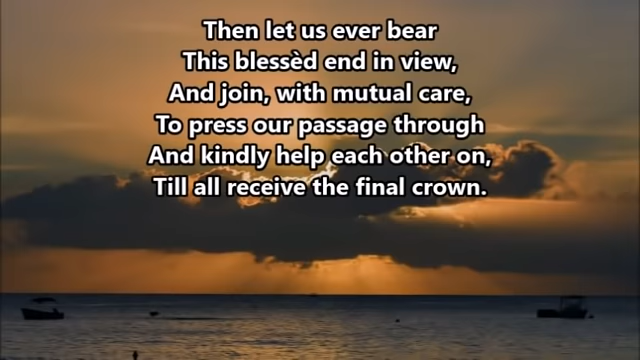 Then let us ever bear
This blessèd end in view,
And join, with mutual care,
To press our passage through
And kindly help each other on,
Till all receive the final crown.